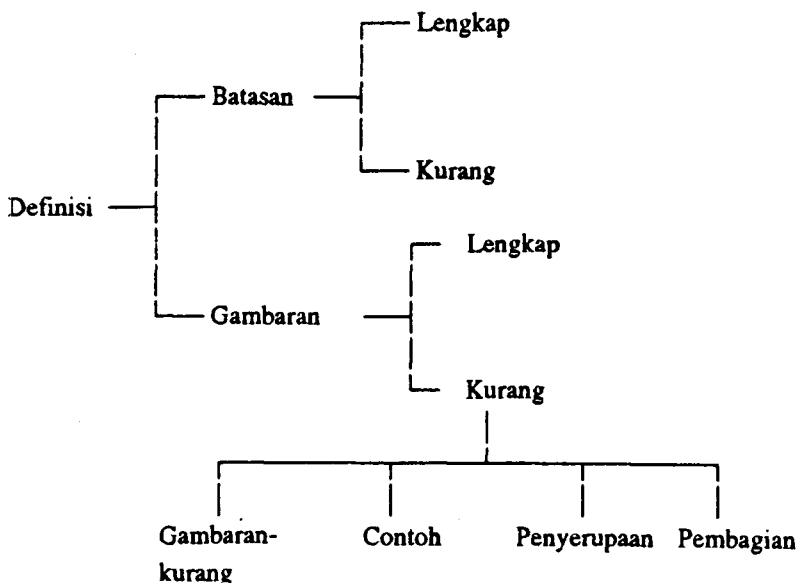 Lengkap
Batasan
Kurang
Definisi
Lengkap
Gambaran
Kurang
Gambaran-
kurang
Contoh
Penyerupaan
Pembagian